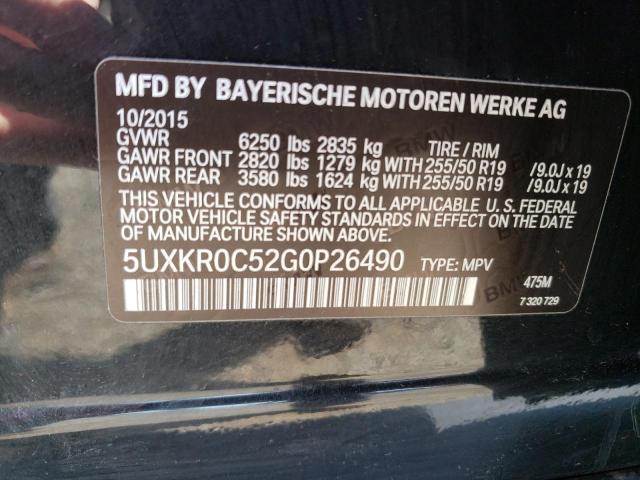 MFD BY BAYERISCHE MOTOREN WERKE AG
10/2015
GVWR 6250 lbs 2835 kg TIRE / RIM
GAWR FRONT 2820 lbs 1279 kg WITH 255/50 R19 /9.0J x 19
GAWR REAR 3580 lbs 1624 kg WITH 255/50 R19 /9.0J x 19
THIS VEHICLE CONFORMS TO ALL APPLICABLE U. S. FEDERAL
MOTOR VEHICLE SAFETY STANDARDS IN EFFECT ON THE
DATE OF MANUFACTURE SHOWN ABOVE.
5UXKR0C52G0P26490 TYPE: MPV
475M
7 320 729
BMW
BMW